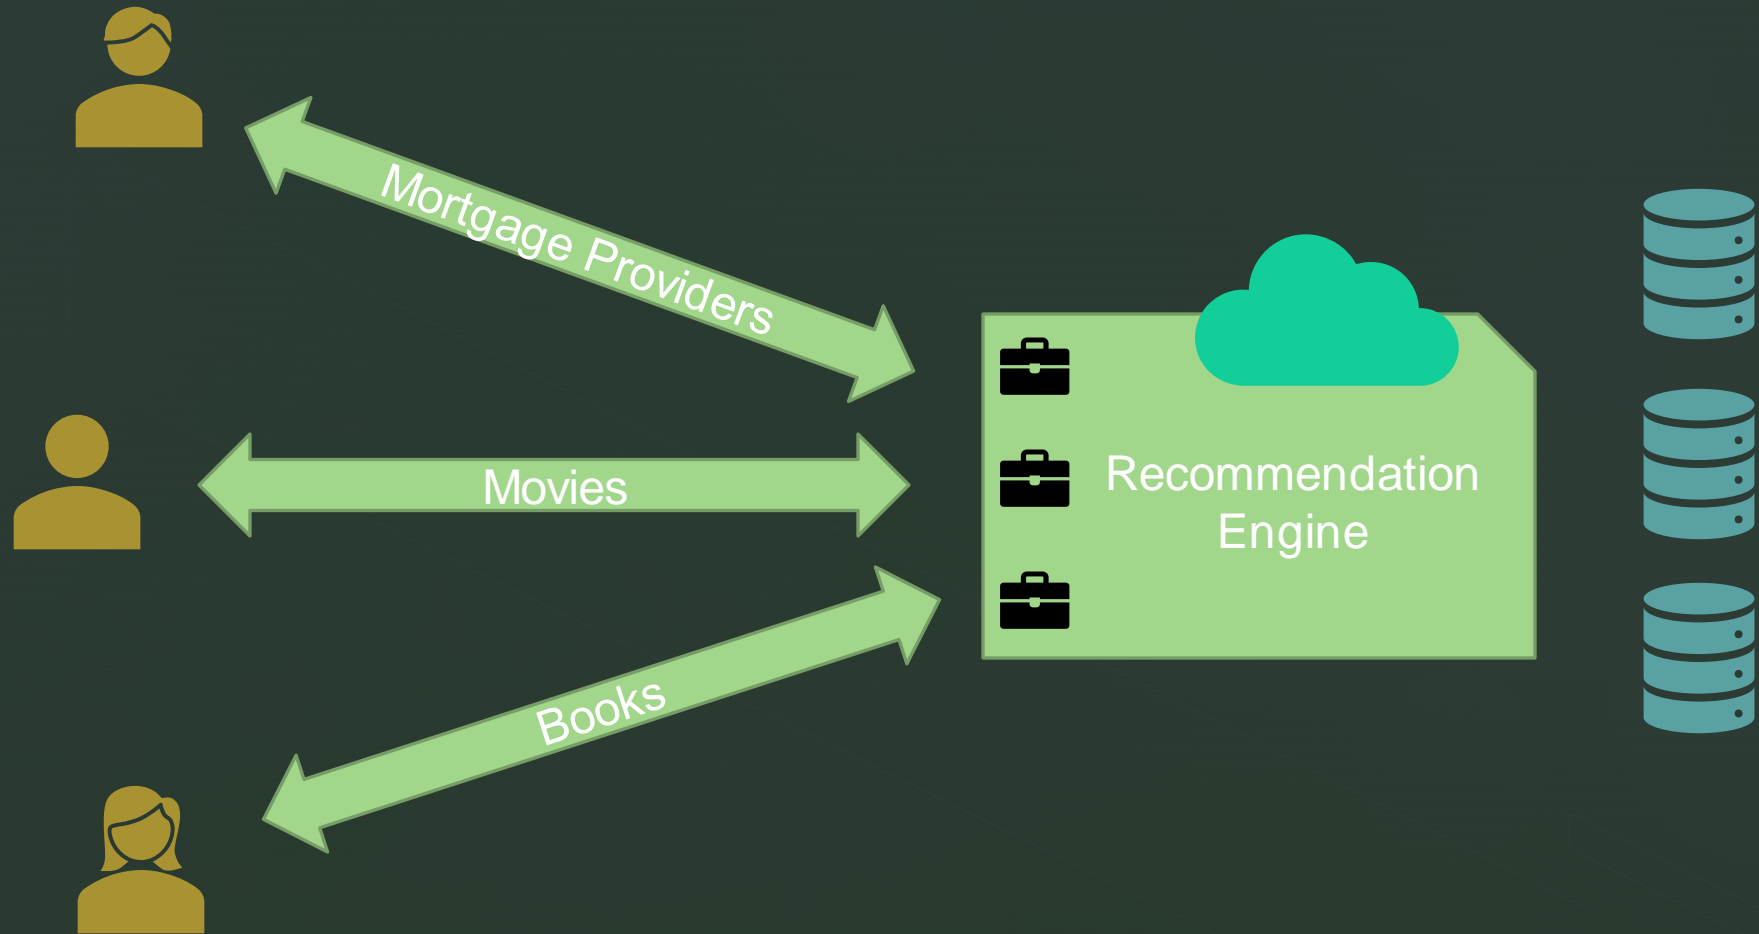 Mortgage Providers
Movies
Recommendation
Engine
Books